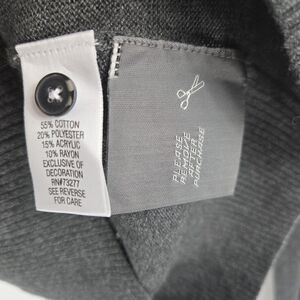 55% COTTON
20% POLYESTER
15% ACRYLIC
10% RAYON
EXCLUSIVE OF
DECORATION
RN#73277
SEE REVERSE
FOR CARE
PLEASE
REMOVE
AFTER
PURCHASE